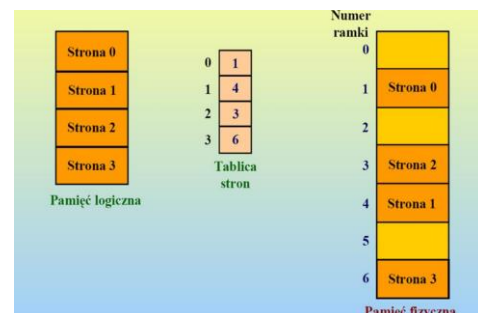 Strona 0
Strona 1
Strona 2
Strona 3
Pamięć logiczna
0 1
1 4
2 3
3 6
Tablica
stron
Numer
ramki
0
1 Strona 0
2
3 Strona 2
4 Strona 1
5
6 Strona 3
Pamięć fizyczna